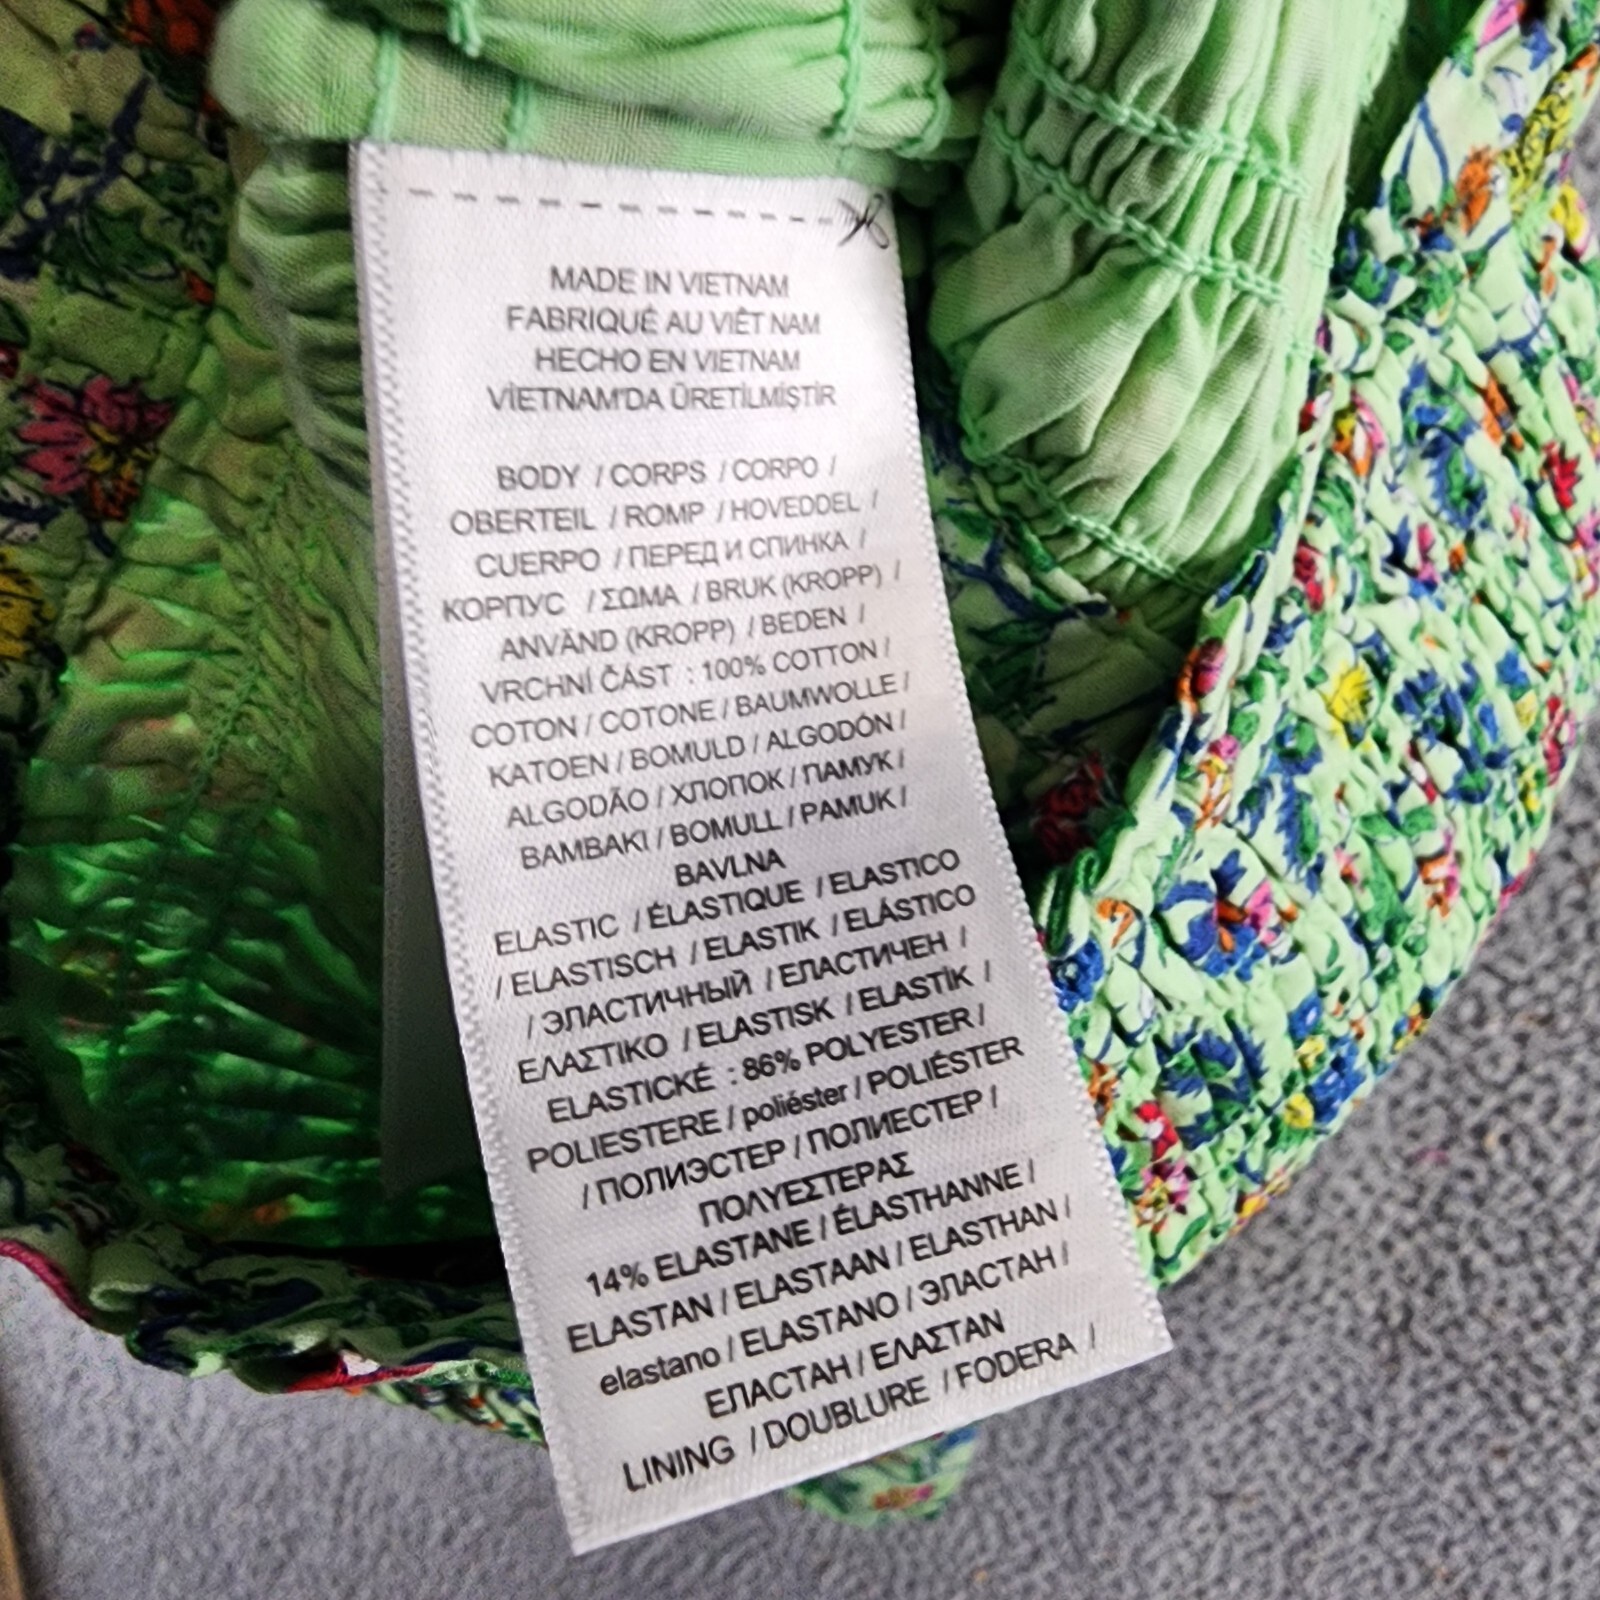 MADE IN VIETNAM
FABRIQUÉ AU VIÊT NAM
HECHO EN VIETNAM
VİETNAM'DA ÜRETİLMİŞTİR
BODY / CORPS / CORPO /
OBERTEIL / ROMP / HOVEDDEL /
CUERPO / ПЕРЕД И СПИНКА /
КОРПУС / ΣΩΜΑ / BRUK (KROPP) /
ANVÄND (KROPP) / BEDEN /
VRCHNÍ ČÁST : 100% COTTON /
COTON / COTONE / BAUMWOLLE /
KATOEN / BOMULD / ALGODÓN /
ALGODÃO / ХЛОПОК / ПАМУК /
BAMBAKI / BOMULL / PAMUK /
BAVLNA
ELASTIC / ÉLASTIQUE / ELASTICO
/ ELASTISCH / ELASTIK / ELÁSTICO
/ ЭЛАСТИЧНЫЙ / ЕЛАСТИЧЕН /
ΕΛΑΣΤΙΚΟ / ELASTISK / ELASTİK /
ELASTICKÉ : 86% POLYESTER /
POLIESTERE / poliéster / POLIÉSTER
/ ПОЛИЭСТЕР / ПОЛИЕСТЕР /
ΠΟΛΥΕΣΤΕΡΑΣ
14% ELASTANE / ÉLASTHANNE /
ELASTAN / ELASTAAN / ELASTHAN /
elastano / ELASTANO / ЭЛАСТАН /
ЕЛАСТАН / ΕΛΑΣΤΑΝ
LINING / DOUBLURE / FODERA /